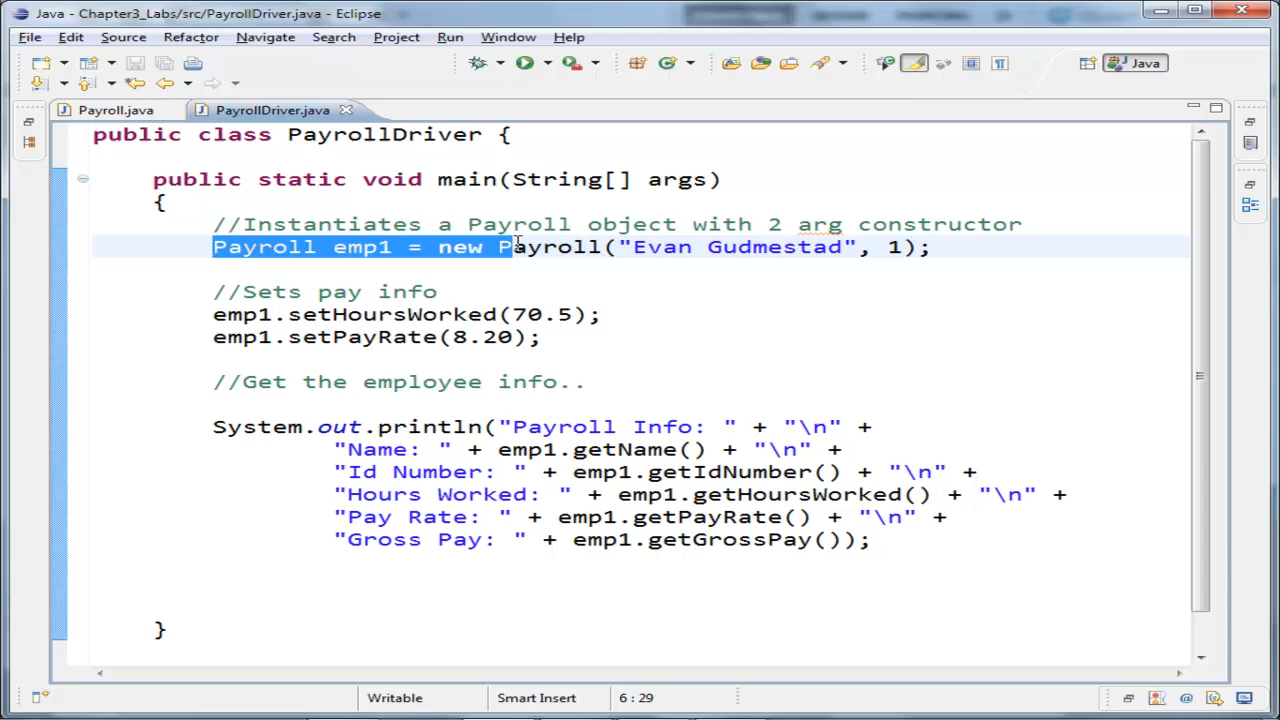 Java - Chapter3_Labs/src/PayrollDriver.java - Eclipse
File Edit Source Refactor Navigate Search Project Run Window Help
Java
Payroll.java PayrollDriver.java
public class PayrollDriver {
public static void main(String[] args)
{
//Instantiates a Payroll object with 2 arg constructor
Payroll emp1 = new Payroll("Evan Gudmestad", 1);
//Sets pay info
emp1.setHoursWorked(70.5);
emp1.setPayRate(8.20);
//Get the employee info..
System.out.println("Payroll Info: " + "\n" +
"Name: " + emp1.getName() + "\n" +
"Id Number: " + emp1.getIdNumber() + "\n" +
"Hours Worked: " + emp1.getHoursWorked() + "\n" +
"Pay Rate: " + emp1.getPayRate() + "\n" +
"Gross Pay: " + emp1.getGrossPay());
}
Writable Smart Insert 6 : 29